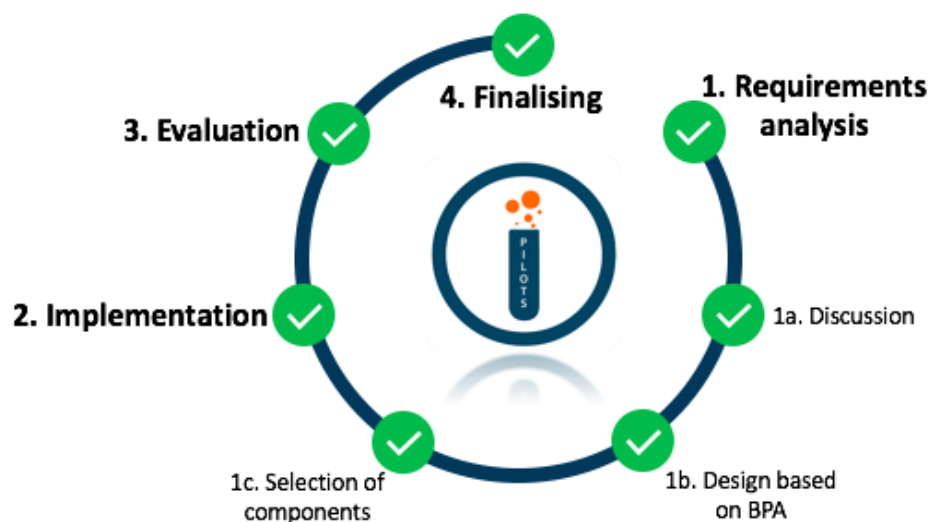 4. Finalising
1. Requirements
analysis
3. Evaluation
PILOTS
2. Implementation
1a. Discussion
1c. Selection of
components
1b. Design based
on BPA